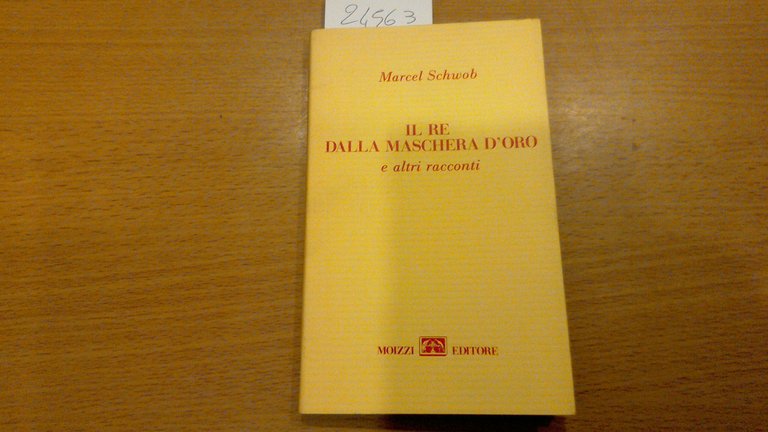 24563
Marcel Schwob
IL RE
DALLA MASCHERA D'ORO
e altri racconti
MOIZZI EDITORE